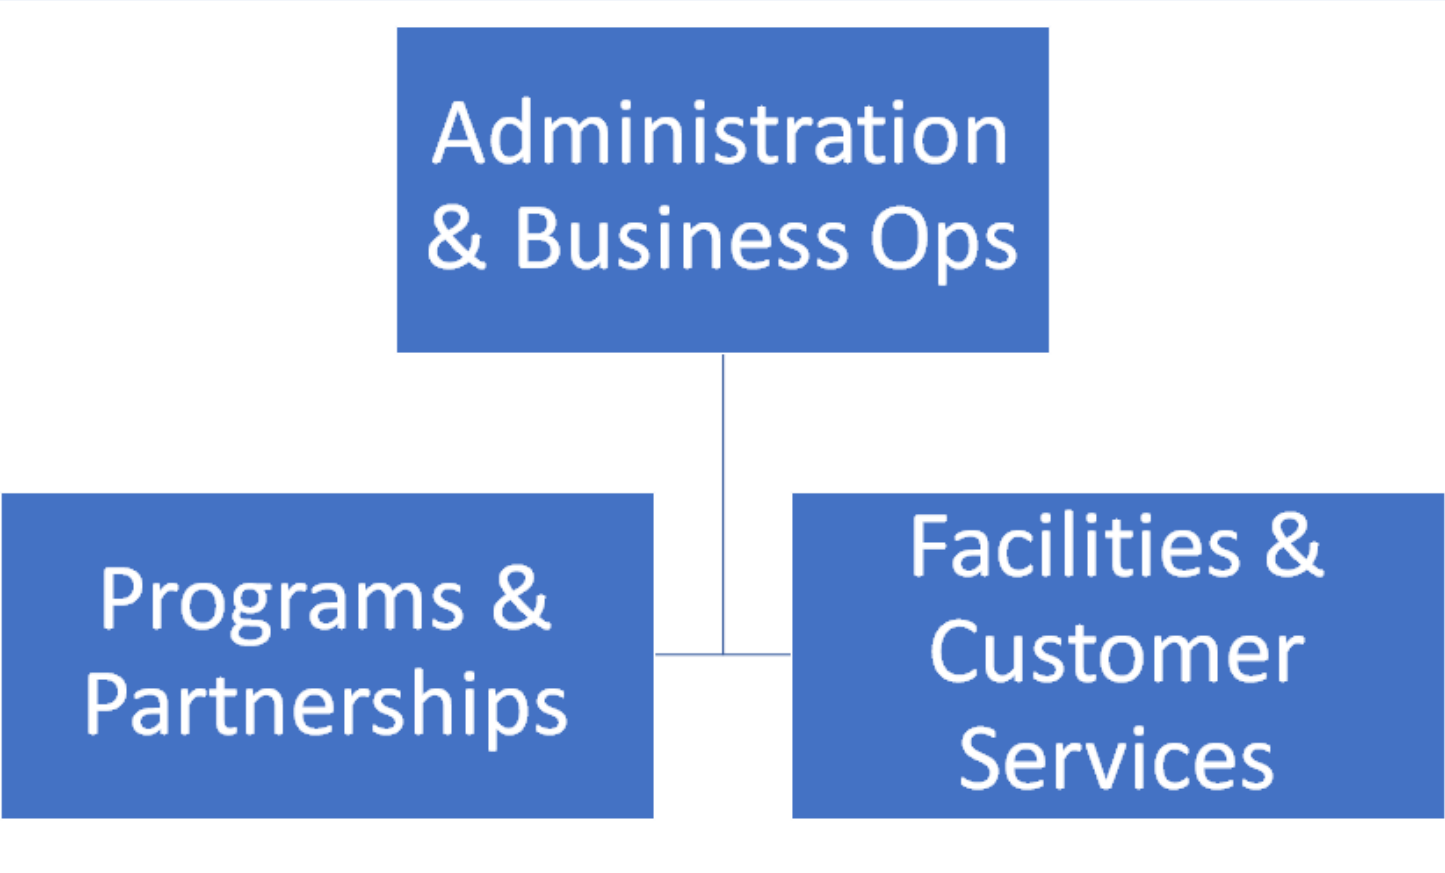 Administration
& Business Ops
Programs &
Partnerships
Facilities &
Customer
Services